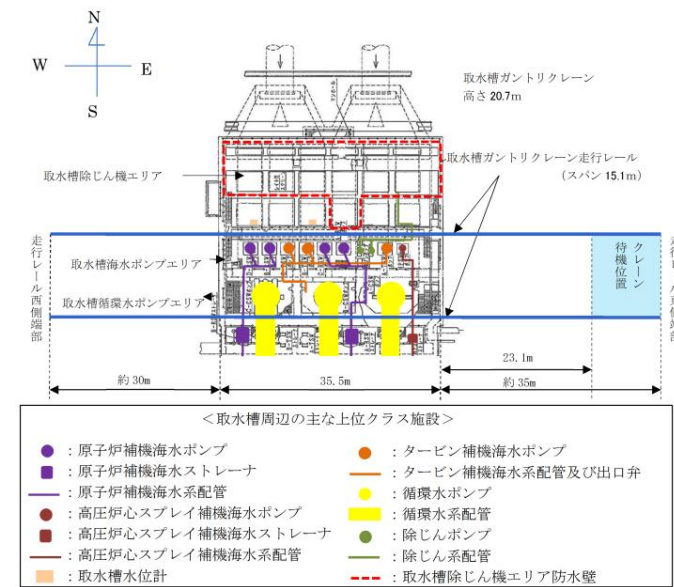 N
W E
S
取水槽ガントリクレーン
高さ 20.7m
取水槽除じん機エリア
取水槽ガントリクレーン走行レール
(スパン 15.1m)
走行レール西側端部
取水槽海水ポンプエリア
取水槽循環水ポンプエリア
クレーン
待機位置
走行レール東側端部
23.1m
約 30m
35.5m
約 35m
＜取水槽周辺の主な上位クラス施設＞
：原子炉補機海水ポンプ
：原子炉補機海水ストレーナ
：原子炉補機海水系配管
：高圧炉心スプレイ補機海水ポンプ
：高圧炉心スプレイ補機海水ストレーナ
：高圧炉心スプレイ補機海水系配管
：取水槽水位計
：タービン補機海水ポンプ
：タービン補機海水系配管及び出口弁
：循環水ポンプ
：循環水系配管
：除じんポンプ
：除じん系配管
：取水槽除じん機エリア防水壁